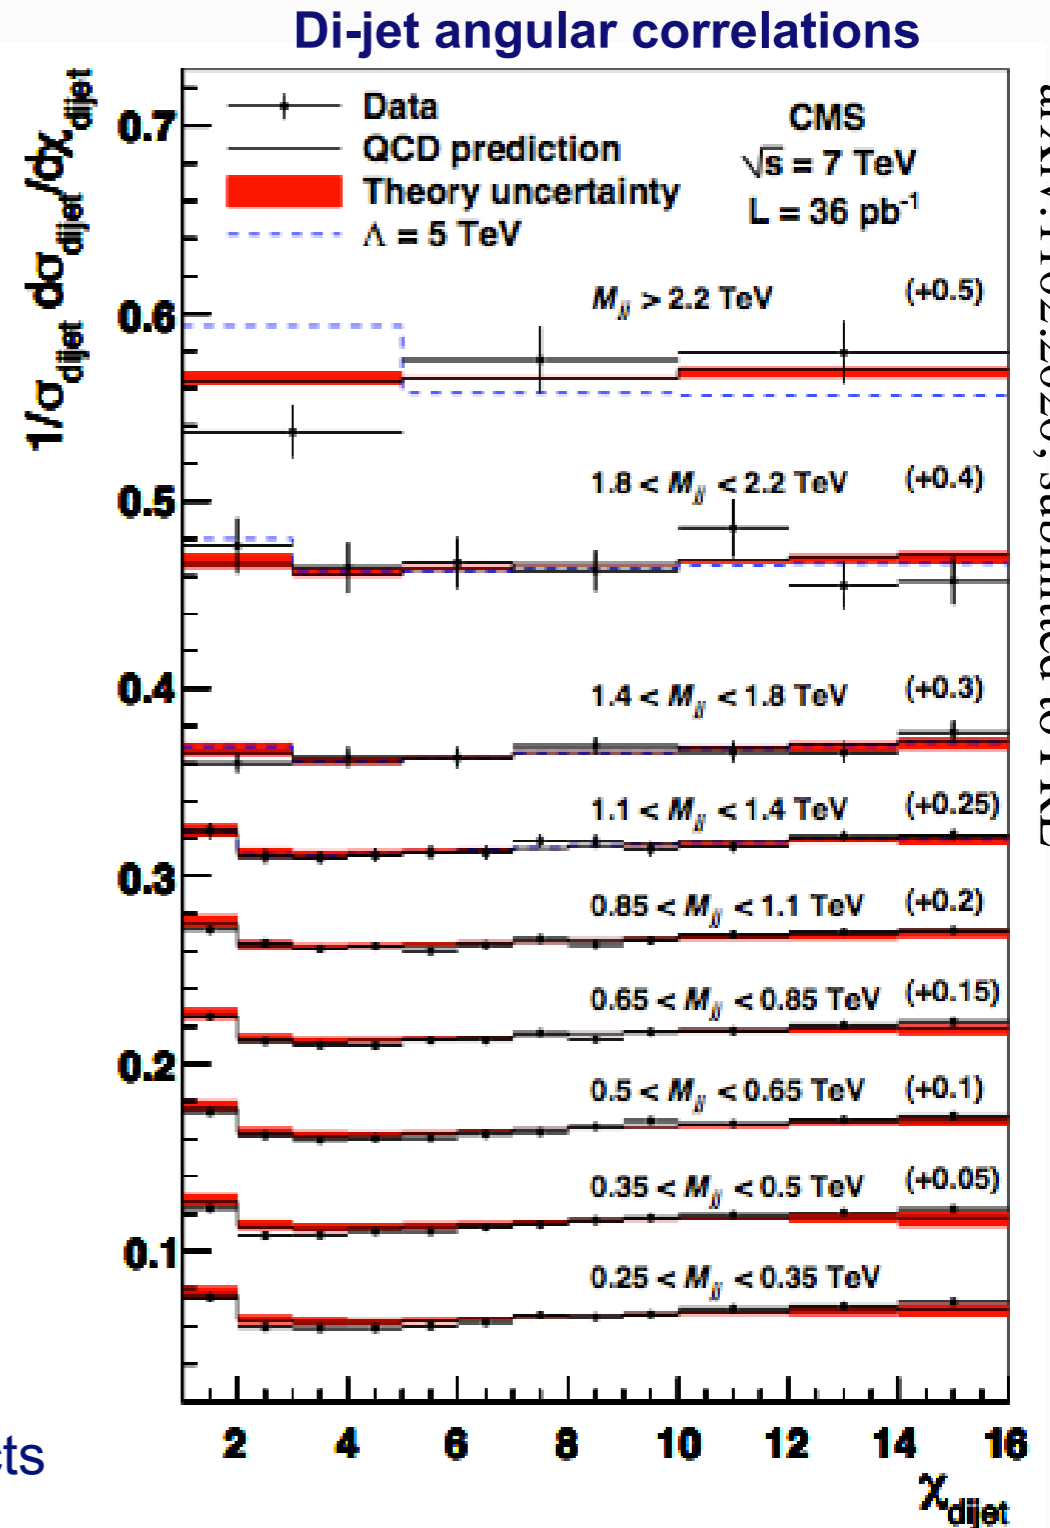 Di-jet angular correlations
1/σdijet dσdijet/dχdijet
Data
QCD prediction
Theory uncertainty
Λ = 5 TeV
CMS
√s = 7 TeV
L = 36 pb⁻¹
Mjj > 2.2 TeV (+0.5)
1.8 < Mjj < 2.2 TeV (+0.4)
1.4 < Mjj < 1.8 TeV (+0.3)
1.1 < Mjj < 1.4 TeV (+0.25)
0.85 < Mjj < 1.1 TeV (+0.2)
0.65 < Mjj < 0.85 TeV (+0.15)
0.5 < Mjj < 0.65 TeV (+0.1)
0.35 < Mjj < 0.5 TeV (+0.05)
0.25 < Mjj < 0.35 TeV
0.7
0.6
0.5
0.4
0.3
0.2
0.1
2 4 6 8 10 12 14 16
χdijet
submitted to PRL
cts